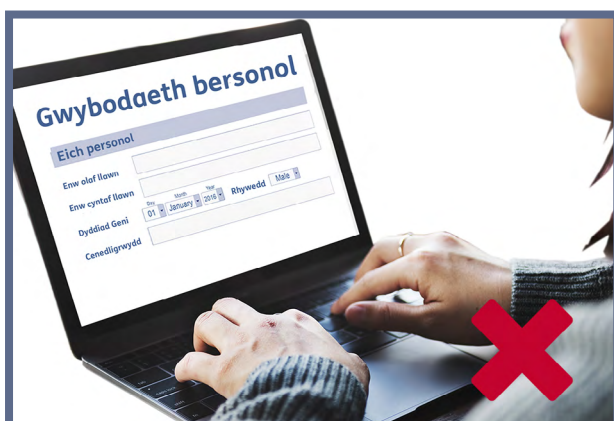 Gwybodaeth bersonol
Eich personol
Enw olaf llawn
Enw cyntaf llawn
Day Month Year
Dyddiad Geni 01 January 2016 Rhywedd Male
Cenedligrwydd